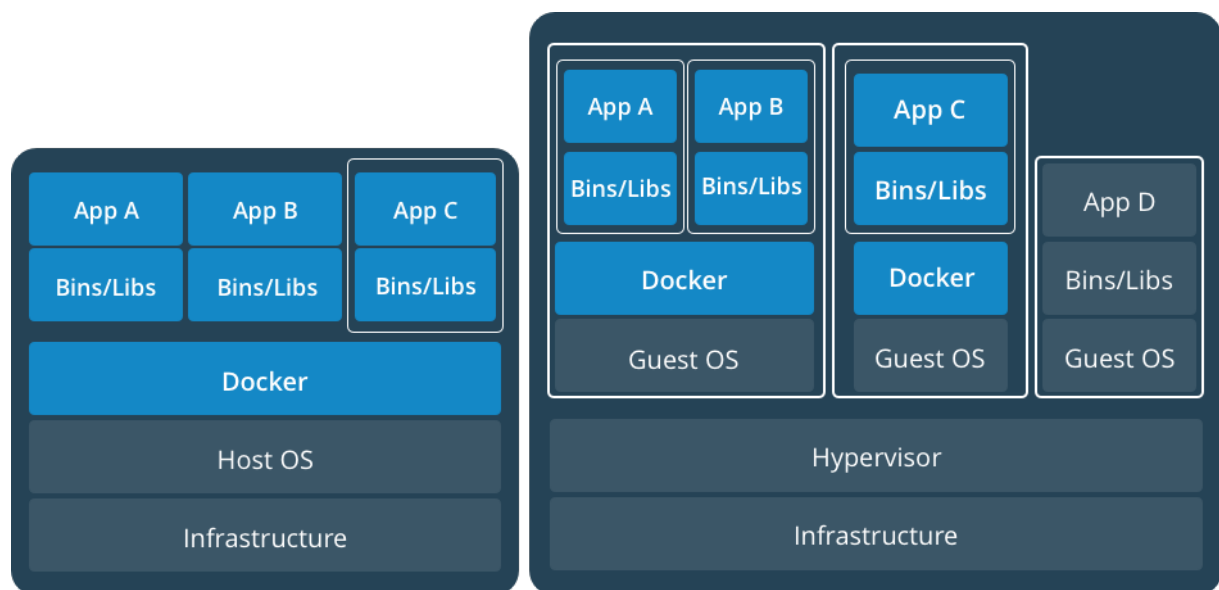 App A
App B
App C
Bins/Libs
Bins/Libs
Bins/Libs
Docker
Host OS
Infrastructure
App A
App B
Bins/Libs
Bins/Libs
Docker
Guest OS
App C
Bins/Libs
Docker
Guest OS
App D
Bins/Libs
Guest OS
Hypervisor
Infrastructure